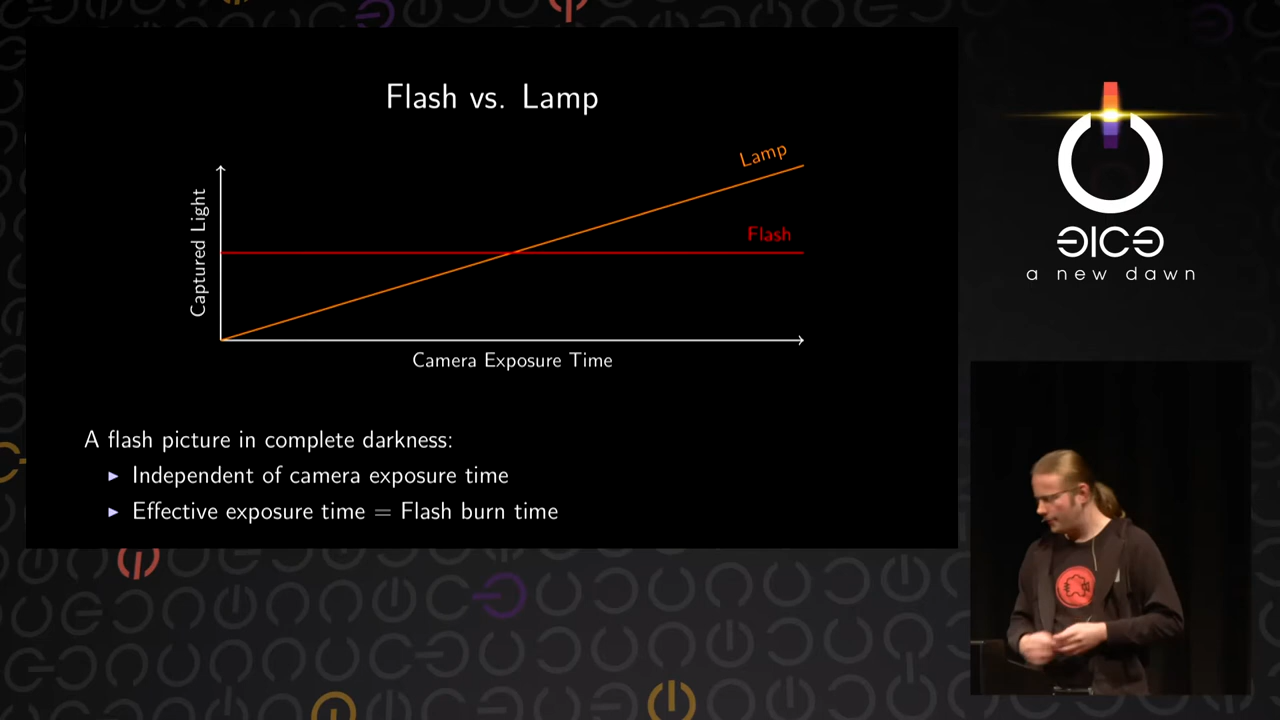 Flash vs. Lamp
Lamp
Flash
Captured Light
Camera Exposure Time
A flash picture in complete darkness:
Independent of camera exposure time
Effective exposure time = Flash burn time
a new dawn